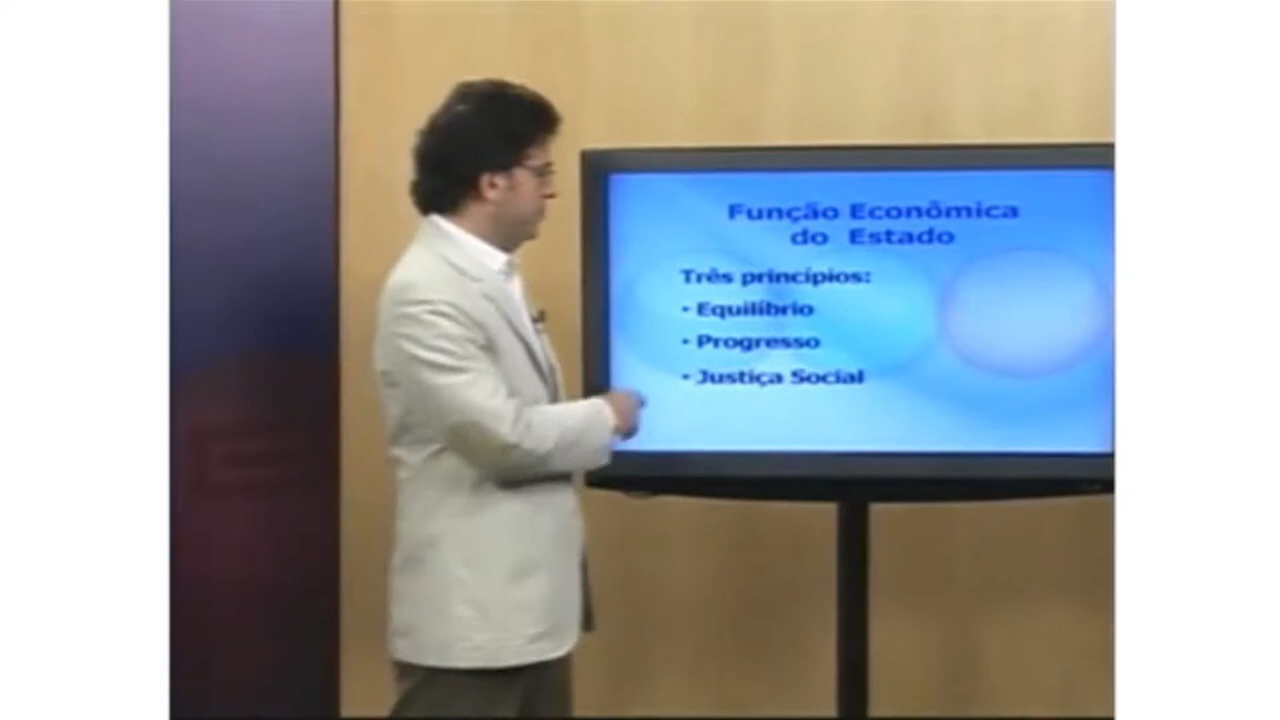 Função Econômica
do Estado
Três princípios:
• Equilíbrio
• Progresso
• Justiça Social